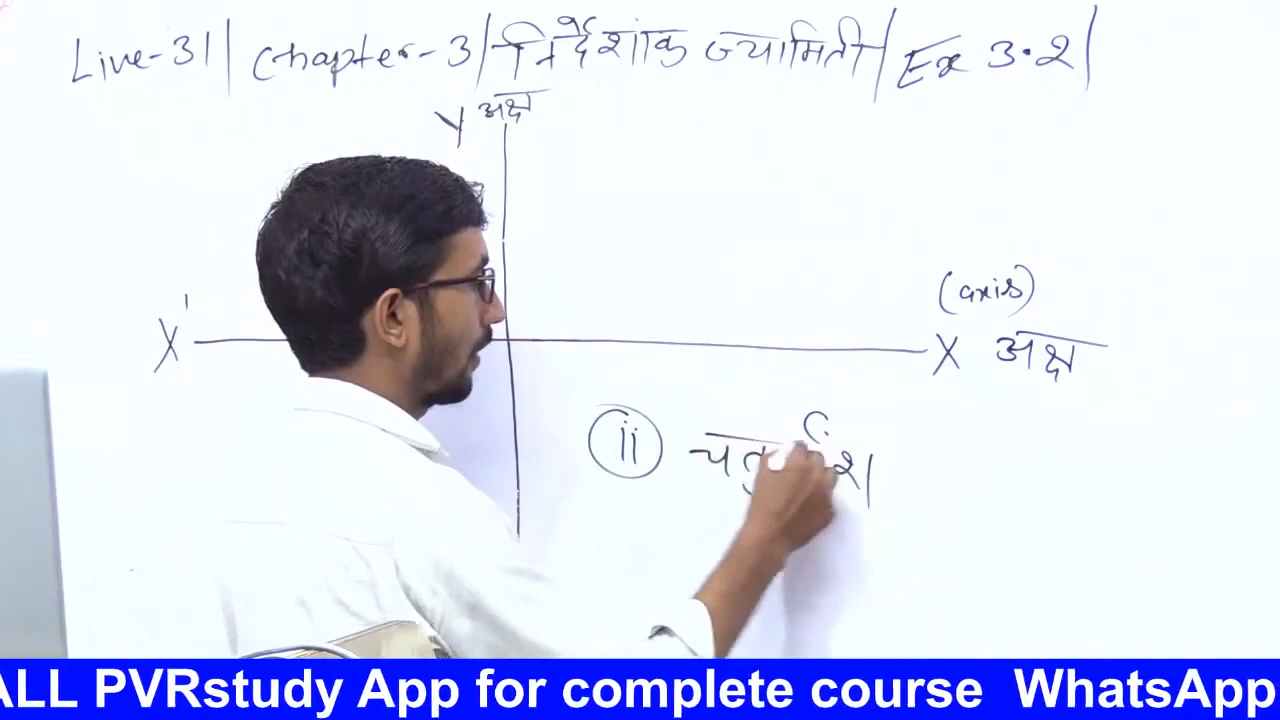 Live-31| Chapter-3| निर्देशांक ज्यामिती| Ex 3.2|
Y अक्ष
(axis)
X' X अक्ष
(ii)
ALL PVRstudy App for complete course WhatsApp